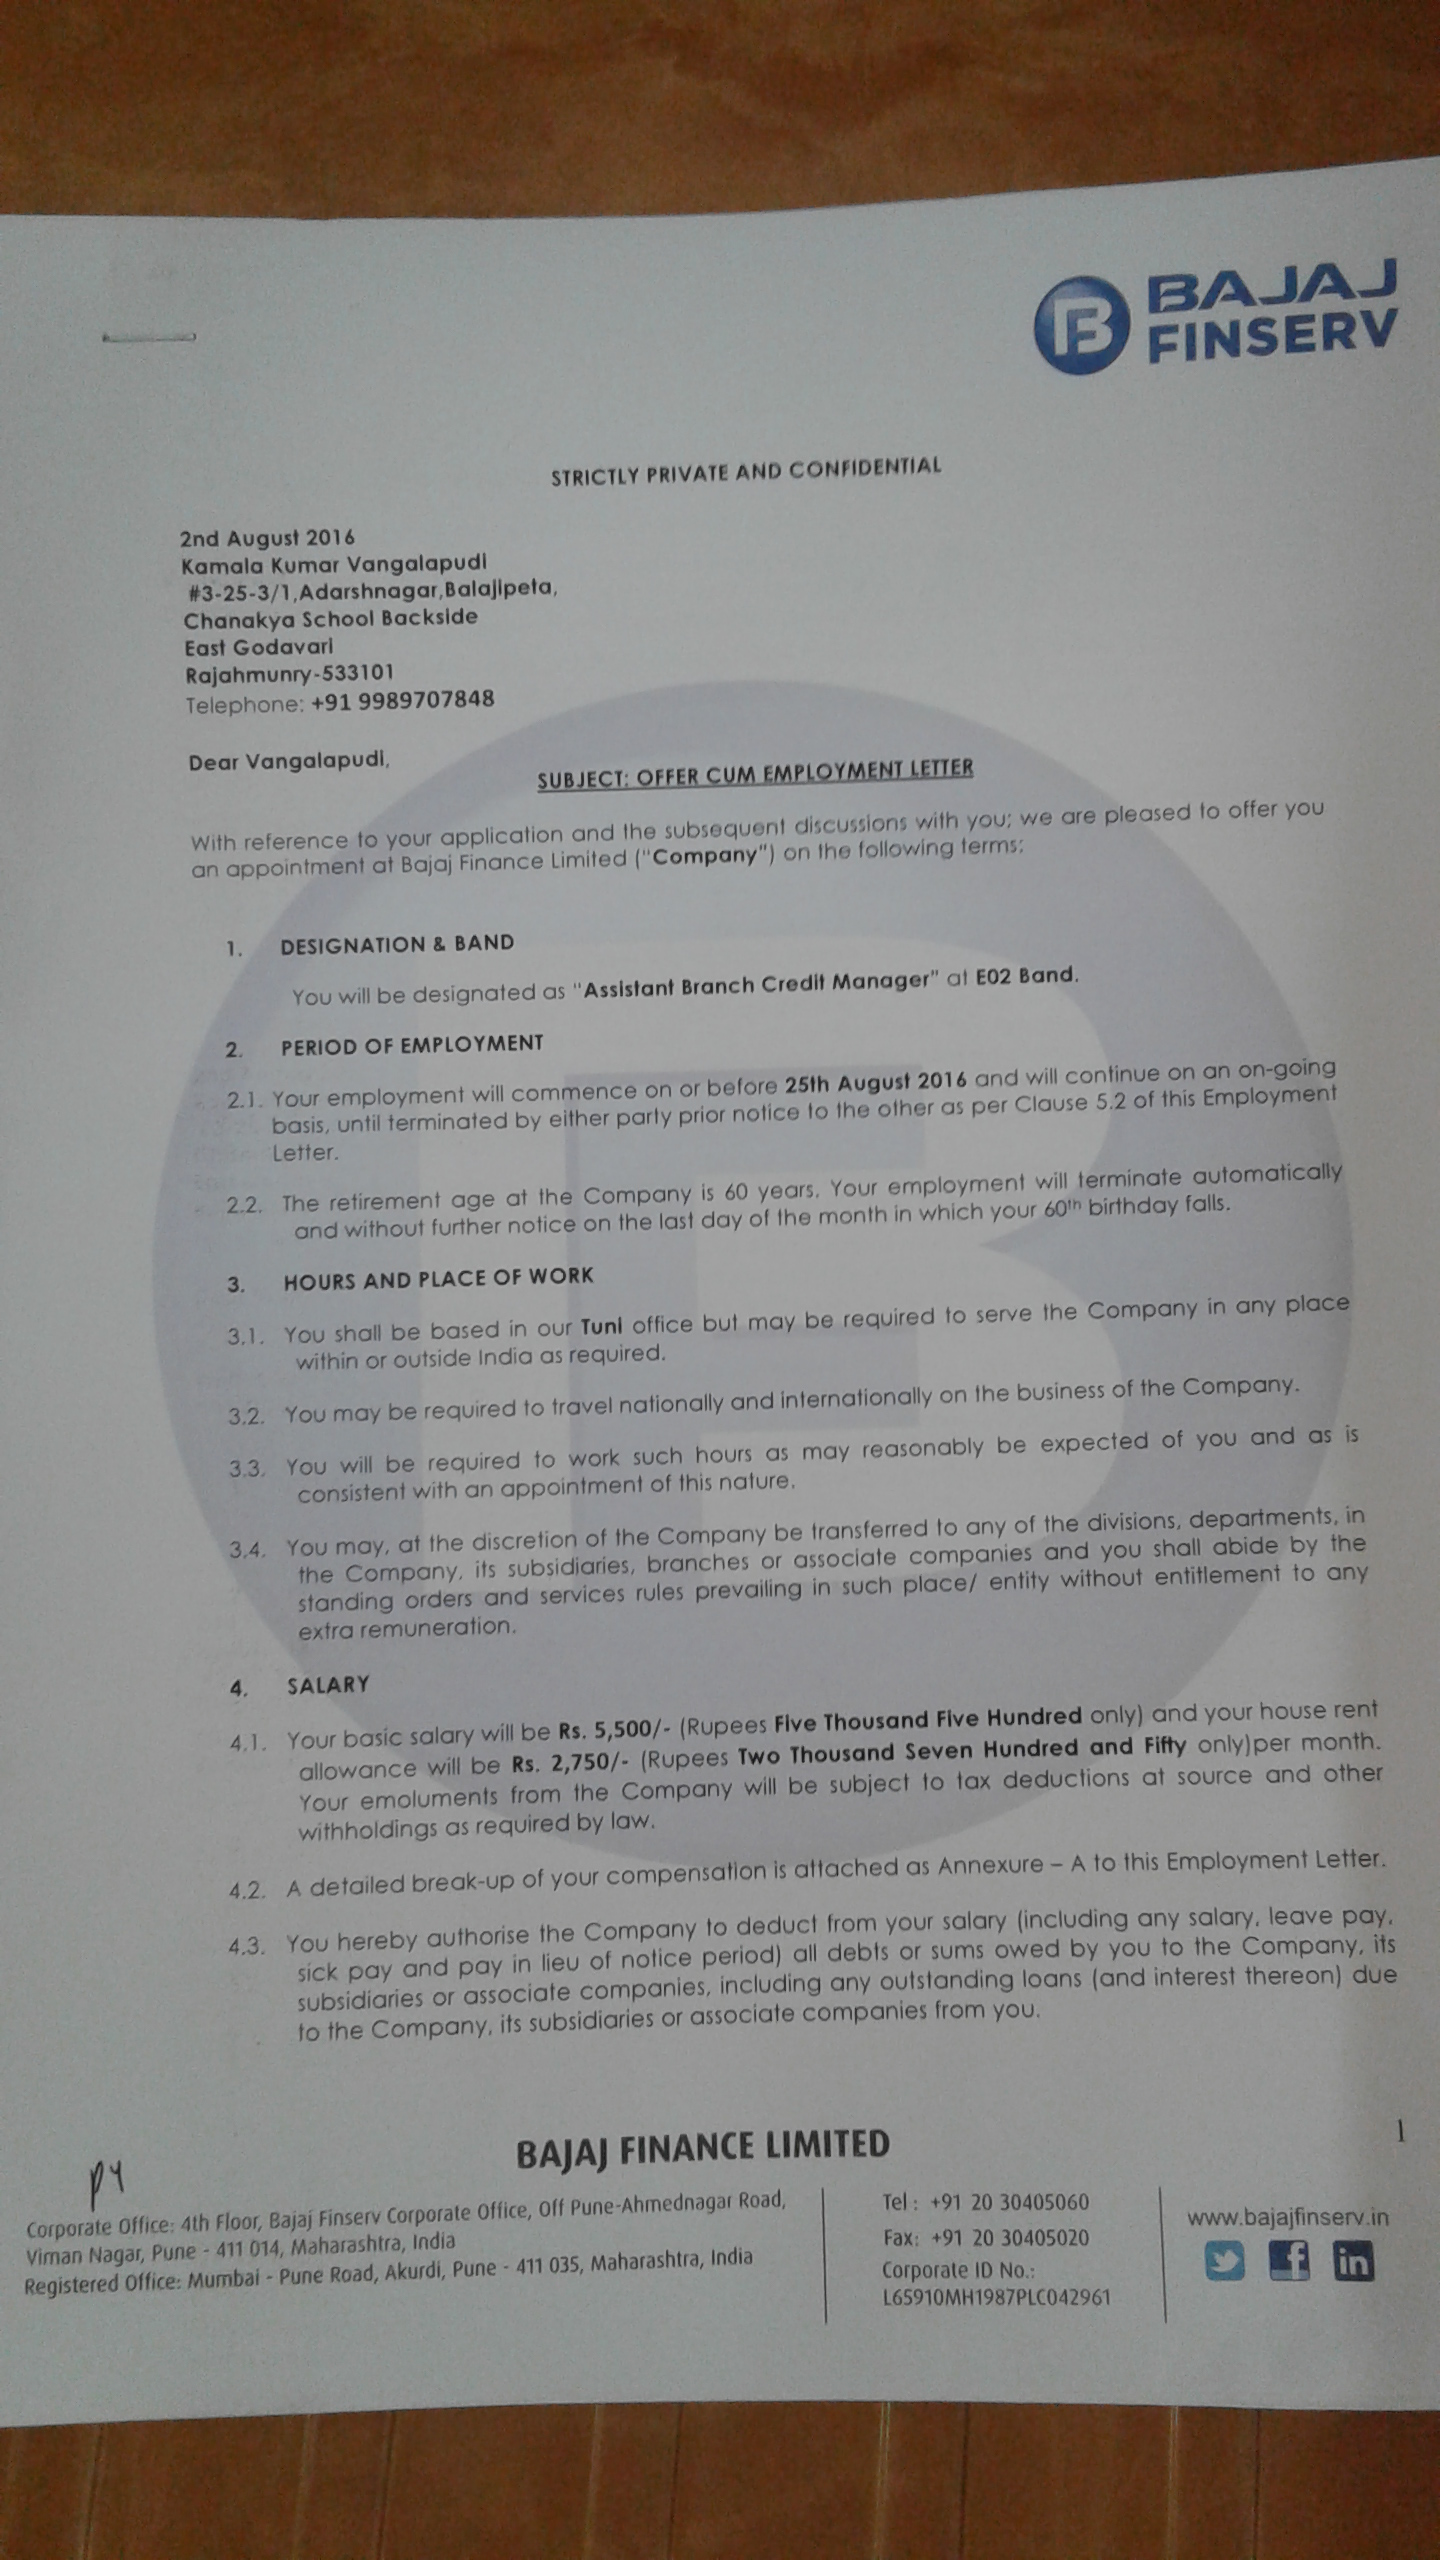 BAJAJ
FINSERV
STRICTLY PRIVATE AND CONFIDENTIAL
2nd August 2016
Kamala Kumar Vangalapudi
#3-25-3/1,Adarshnagar,Balajipeta,
Chanakya School Backside
East Godavari
Rajahmunry-533101
Telephone: +91 9989707848
SUBJECT: OFFER CUM EMPLOYMENT LETTER
Dear Vangalapudi,
With reference to your application and the subsequent discussions with you; we are pleased to offer you
an appointment at Bajaj Finance Limited ("Company") on the following terms:
1. DESIGNATION & BAND
You will be designated as "Assistant Branch Credit Manager" at E02 Band.
2. PERIOD OF EMPLOYMENT
2.1. Your employment will commence on or before 25th August 2016 and will continue on an on-going
basis, until terminated by either party prior notice to the other as per Clause 5.2 of this Employment
Letter.
2.2. The retirement age at the Company is 60 years. Your employment will terminate automatically
and without further notice on the last day of the month in which your 60th birthday falls.
3. HOURS AND PLACE OF WORK
3.1. You shall be based in our Tuni office but may be required to serve the Company in any place
within or outside India as required.
3.2. You may be required to travel nationally and internationally on the business of the Company.
3.3. You will be required to work such hours as may reasonably be expected of you and as is
consistent with an appointment of this nature.
3.4. You may, at the discretion of the Company be transferred to any of the divisions, departments, in
the Company, its subsidiaries, branches or associate companies and you shall abide by the
standing orders and services rules prevailing in such place/ entity without entitlement to any
extra remuneration.
4. SALARY
4.1. Your basic salary will be Rs. 5,500/- (Rupees Five Thousand Five Hundred only) and your house rent
allowance will be Rs. 2,750/- (Rupees Two Thousand Seven Hundred and Fifty only)per month.
Your emoluments from the Company will be subject to tax deductions at source and other
withholdings as required by law.
4.2. A detailed break-up of your compensation is attached as Annexure – A to this Employment Letter.
4.3. You hereby authorise the Company to deduct from your salary (including any salary, leave pay,
sick pay and pay in lieu of notice period) all debts or sums owed by you to the Company, its
subsidiaries or associate companies, including any outstanding loans (and interest thereon) due
to the Company, its subsidiaries or associate companies from you.
1
BAJAJ FINANCE LIMITED
Corporate Office: 4th Floor, Bajaj Finserv Corporate Office, Off Pune-Ahmednagar Road,
Viman Nagar, Pune - 411 014, Maharashtra, India
Registered Office: Mumbai - Pune Road, Akurdi, Pune - 411 035, Maharashtra, India
Tel : +91 20 30405060
Fax: +91 20 30405020
Corporate ID No.:
L65910MH1987PLC042961
www.bajajfinserv.in